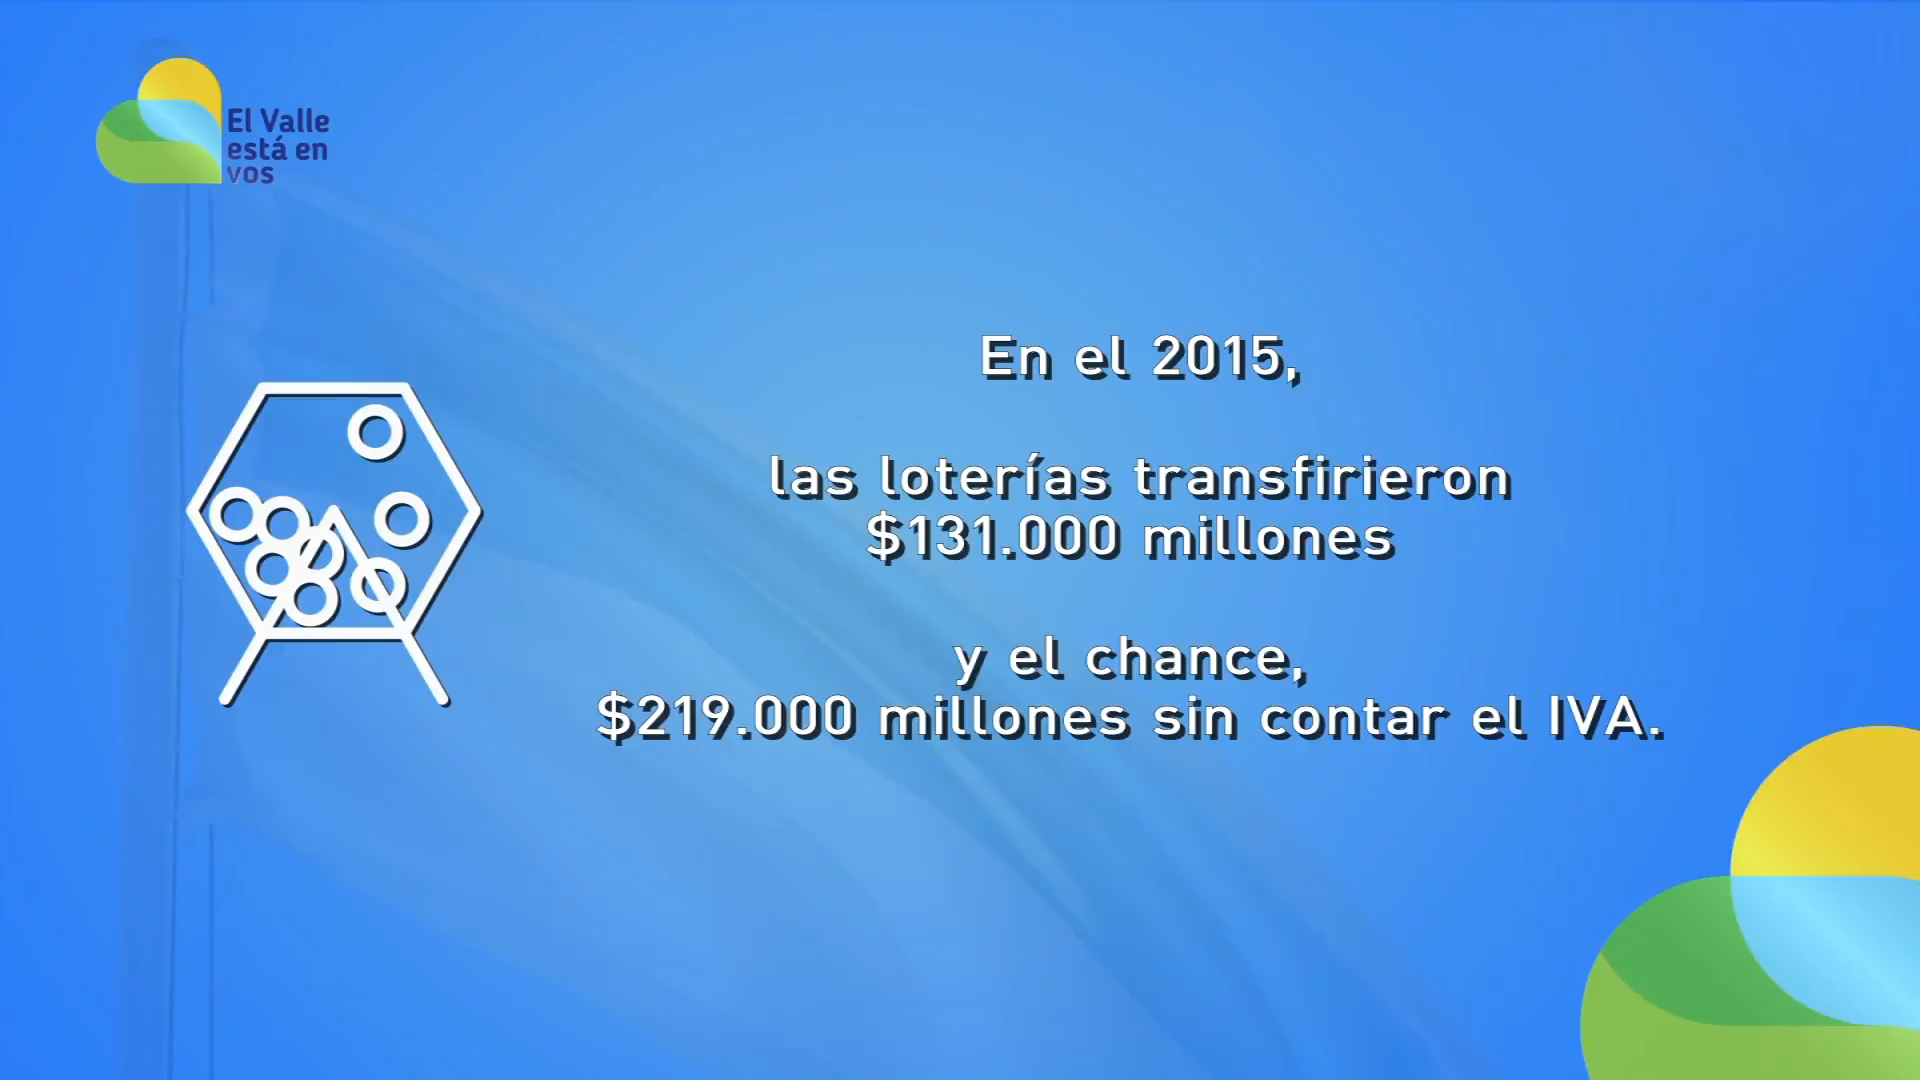 El Valle
está en
vos
En el 2015,
las loterías transfirieron
$131.000 millones
y el chance,
$219.000 millones sin contar el IVA.